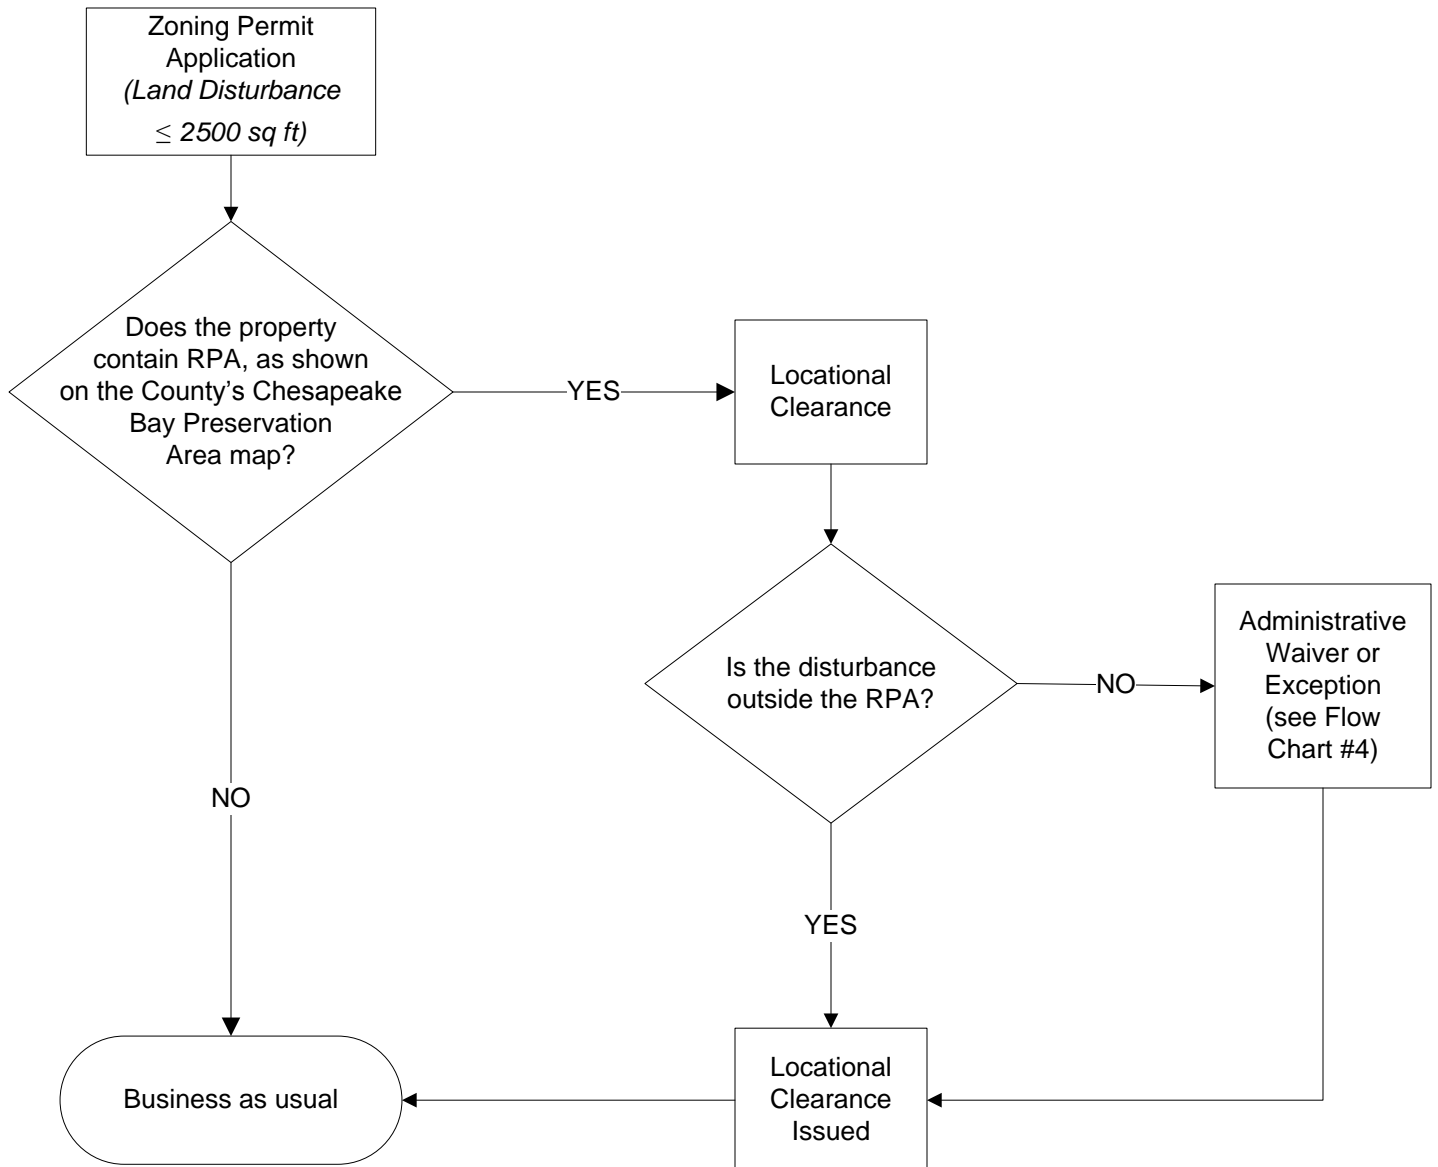 Zoning Permit
Application
(Land Disturbance
≤ 2500 sq ft)
Does the property
contain RPA, as shown
on the County’s Chesapeake
Bay Preservation
Area map?
YES
Locational
Clearance
Is the disturbance
outside the RPA?
NO
Administrative
Waiver or
Exception
(see Flow
Chart #4)
NO
YES
Business as usual
Locational
Clearance
Issued